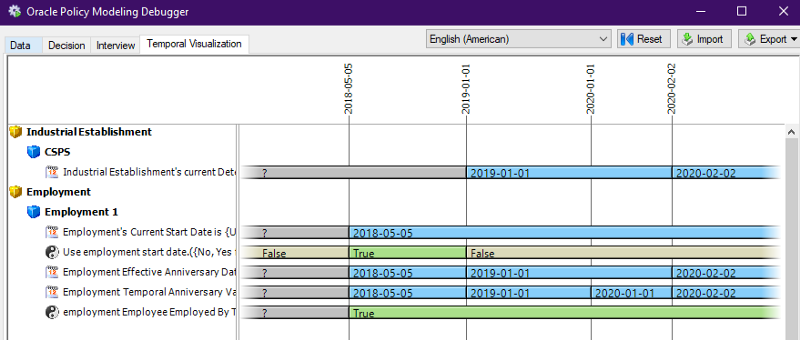 Oracle Policy Modeling Debugger
Data Decision Interview Temporal Visualization English (American) Reset Import Export
2018-05-05 2019-01-01 2020-01-01 2020-02-02
Industrial Establishment
CSPS
Industrial Establishment's current Date ? 2019-01-01 2020-02-02
Employment
Employment 1
Employment's Current Start Date is {U ? 2018-05-05
Use employment start date.({No, Yes False True False
Employment Effective Anniversary Dat ? 2018-05-05 2019-01-01 2020-02-02
Employment Temporal Anniversary Va ? 2018-05-05 2019-01-01 2020-01-01 2020-02-02
employment Employee Employed By T ? True